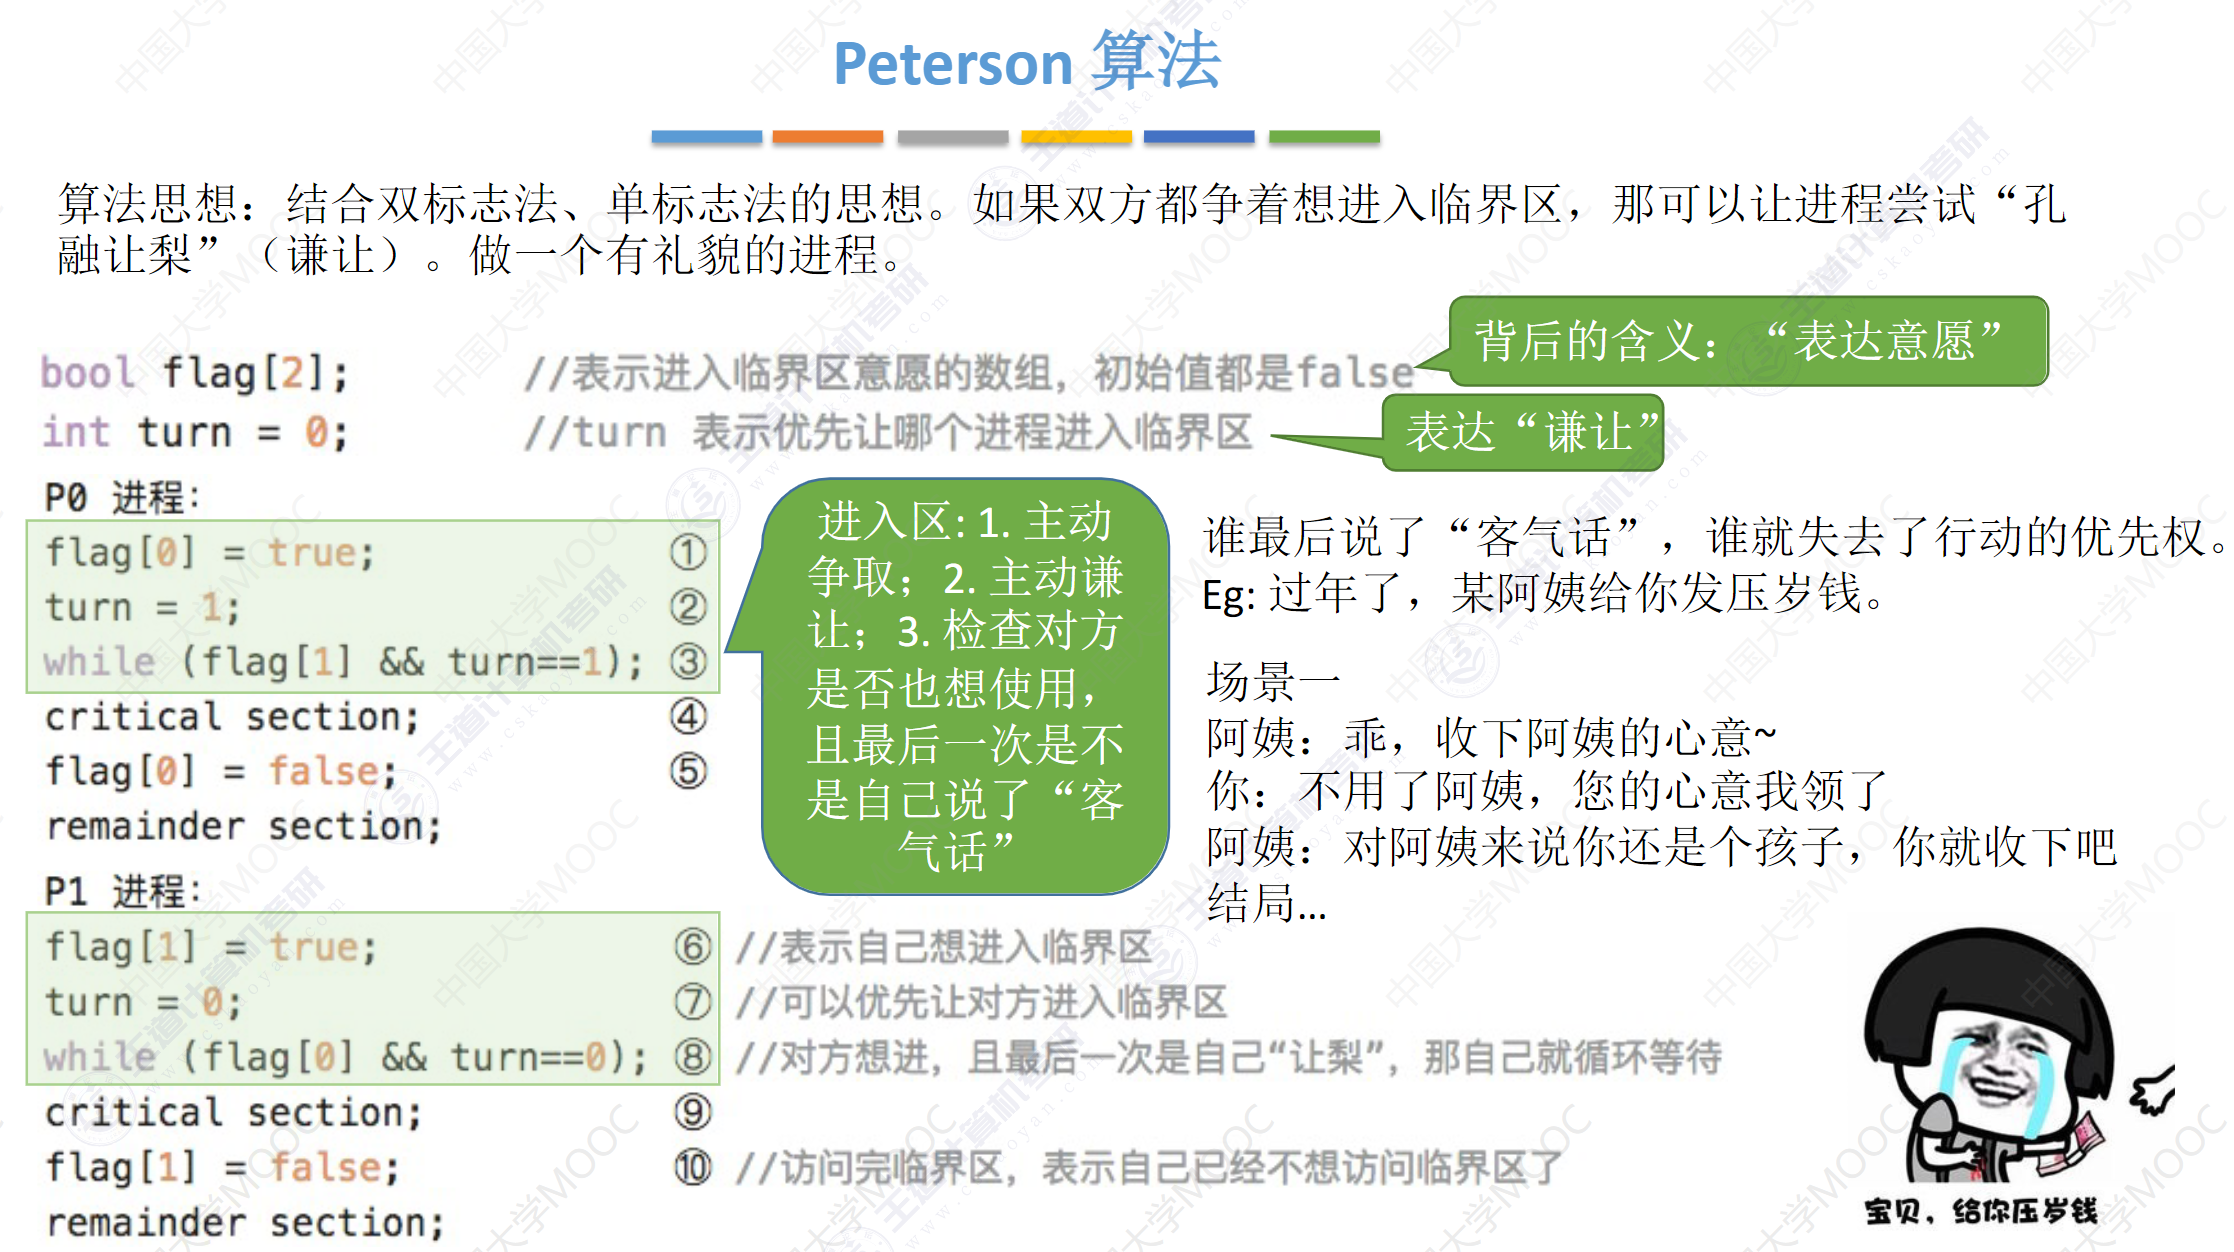 Peterson 算法
算法思想：结合双标志法、单标志法的思想。如果双方都争着想进入临界区，那可以让进程尝试“孔
融让梨”（谦让）。做一个有礼貌的进程。
背后的含义：“表达意愿”
bool flag[2]; //表示进入临界区意愿的数组，初始值都是false
int turn = 0; //turn 表示优先让哪个进程进入临界区
表达“谦让”
P0 进程：
flag[0] = true; ①
turn = 1; ②
while (flag[1] && turn==1); ③
critical section; ④
flag[0] = false; ⑤
remainder section;
进入区: 1. 主动
争取；2. 主动谦
让；3. 检查对方
是否也想使用，
且最后一次是不
是自己说了“客
气话”
谁最后说了“客气话”，谁就失去了行动的优先权。
Eg: 过年了，某阿姨给你发压岁钱。
场景一
阿姨：乖，收下阿姨的心意~
你：不用了阿姨，您的心意我领了
阿姨：对阿姨来说你还是个孩子，你就收下吧
结局...
P1 进程：
flag[1] = true; ⑥ //表示自己想进入临界区
turn = 0; ⑦ //可以优先让对方进入临界区
while (flag[0] && turn==0); ⑧ //对方想进，且最后一次是自己“让梨”，那自己就循环等待
critical section; ⑨
flag[1] = false; ⑩ //访问完临界区，表示自己已经不想访问临界区了
remainder section;
宝贝，给你压岁钱
中国大学MOOC
王道计算机考研
www.cskaoyan.com